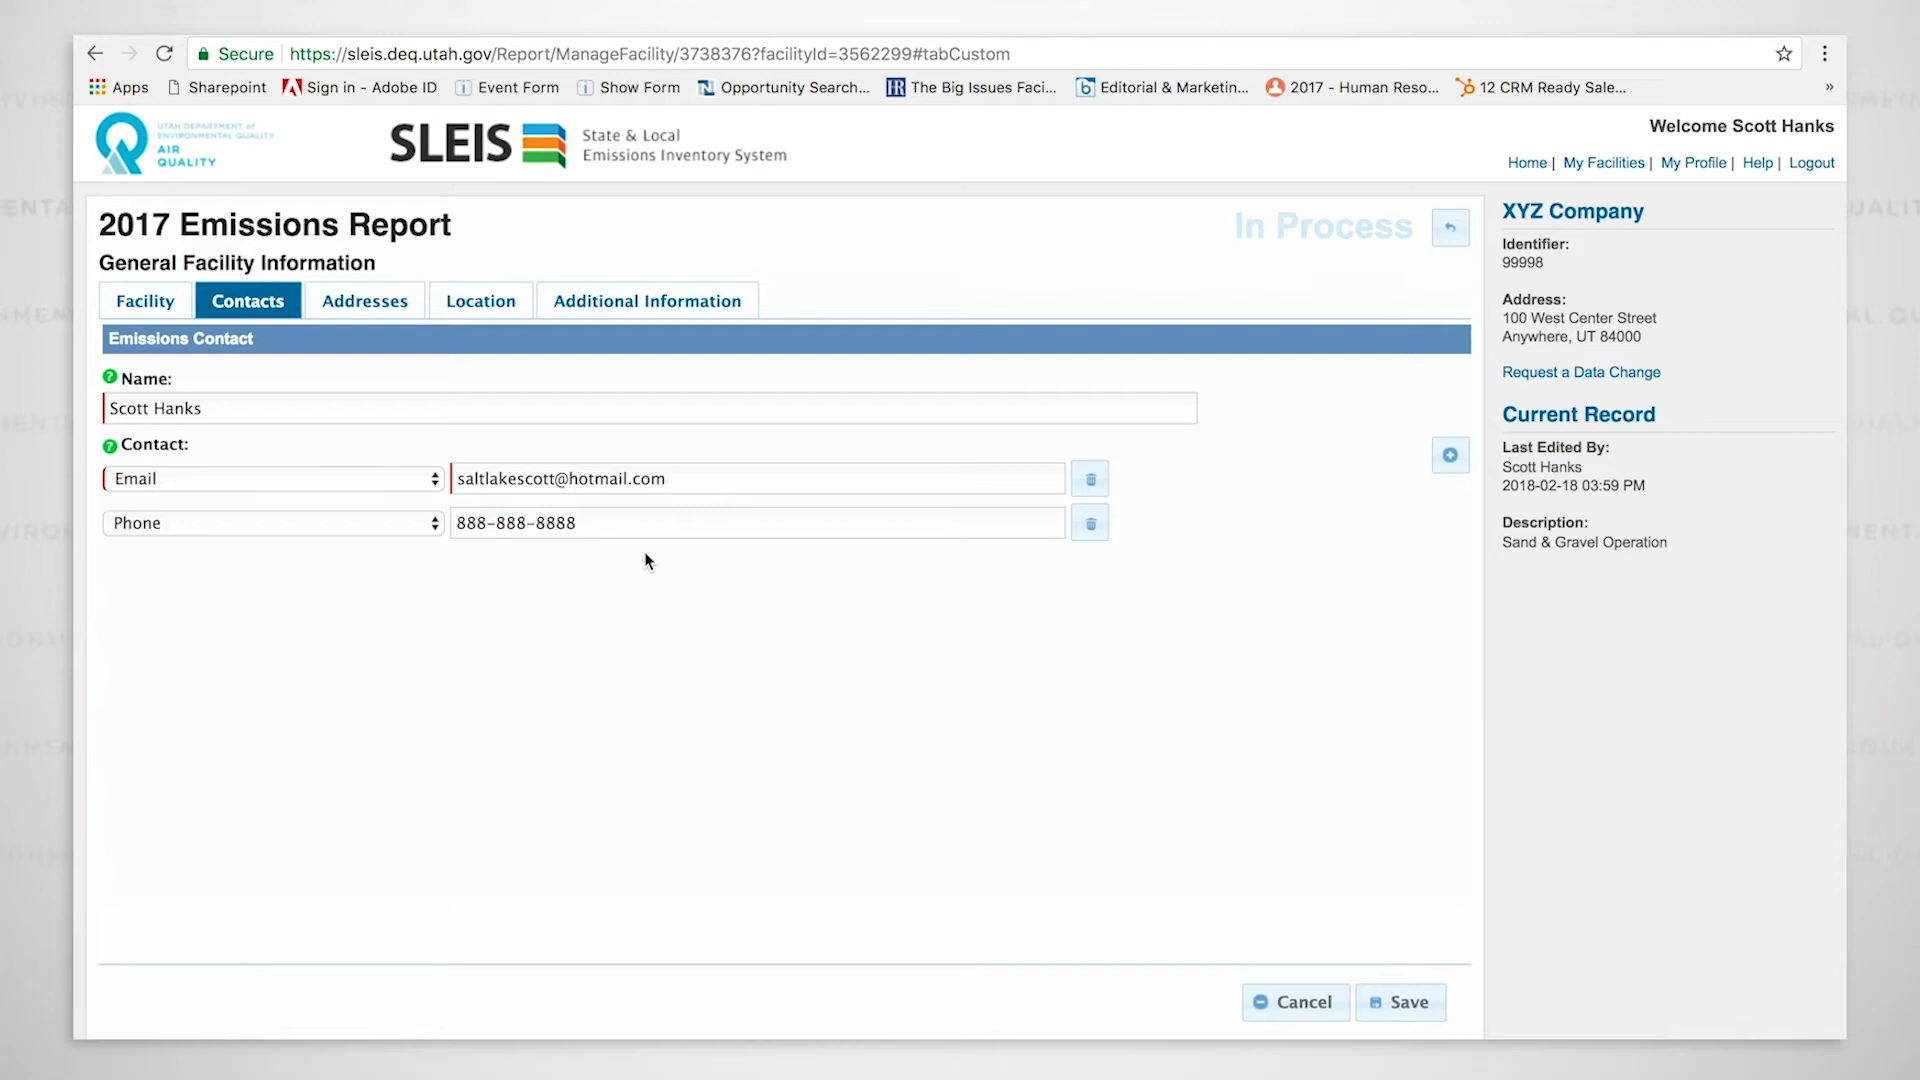 Secure https://sleis.deq.utah.gov/Report/ManageFacility/3738376?facilityId=3562299#tabCustom
Apps Sharepoint Sign in - Adobe ID Event Form Show Form Opportunity Search... The Big Issues Faci... Editorial & Marketin... 2017 - Human Reso... 12 CRM Ready Sale... »
UTAH DEPARTMENT of
ENVIRONMENTAL QUALITY
AIR
QUALITY
SLEIS
State & Local
Emissions Inventory System
Welcome Scott Hanks
Home | My Facilities | My Profile | Help | Logout
2017 Emissions Report
In Process
General Facility Information
Facility Contacts Addresses Location Additional Information
Emissions Contact
Name:
Scott Hanks
Contact:
Email saltlakescott@hotmail.com
Phone 888-888-8888
Cancel Save
XYZ Company
Identifier:
99998
Address:
100 West Center Street
Anywhere, UT 84000
Request a Data Change
Current Record
Last Edited By:
Scott Hanks
2018-02-18 03:59 PM
Description:
Sand & Gravel Operation